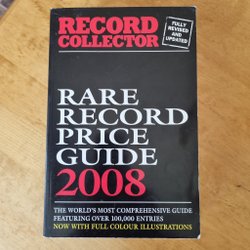 RECORD
COLLECTOR
FULLY
REVISED
AND
UPDATED
RARE
RECORD
PRICE
GUIDE
2008
THE WORLD'S MOST COMPREHENSIVE GUIDE
FEATURING OVER 100,000 ENTRIES
NOW WITH FULL COLOUR ILLUSTRATIONS